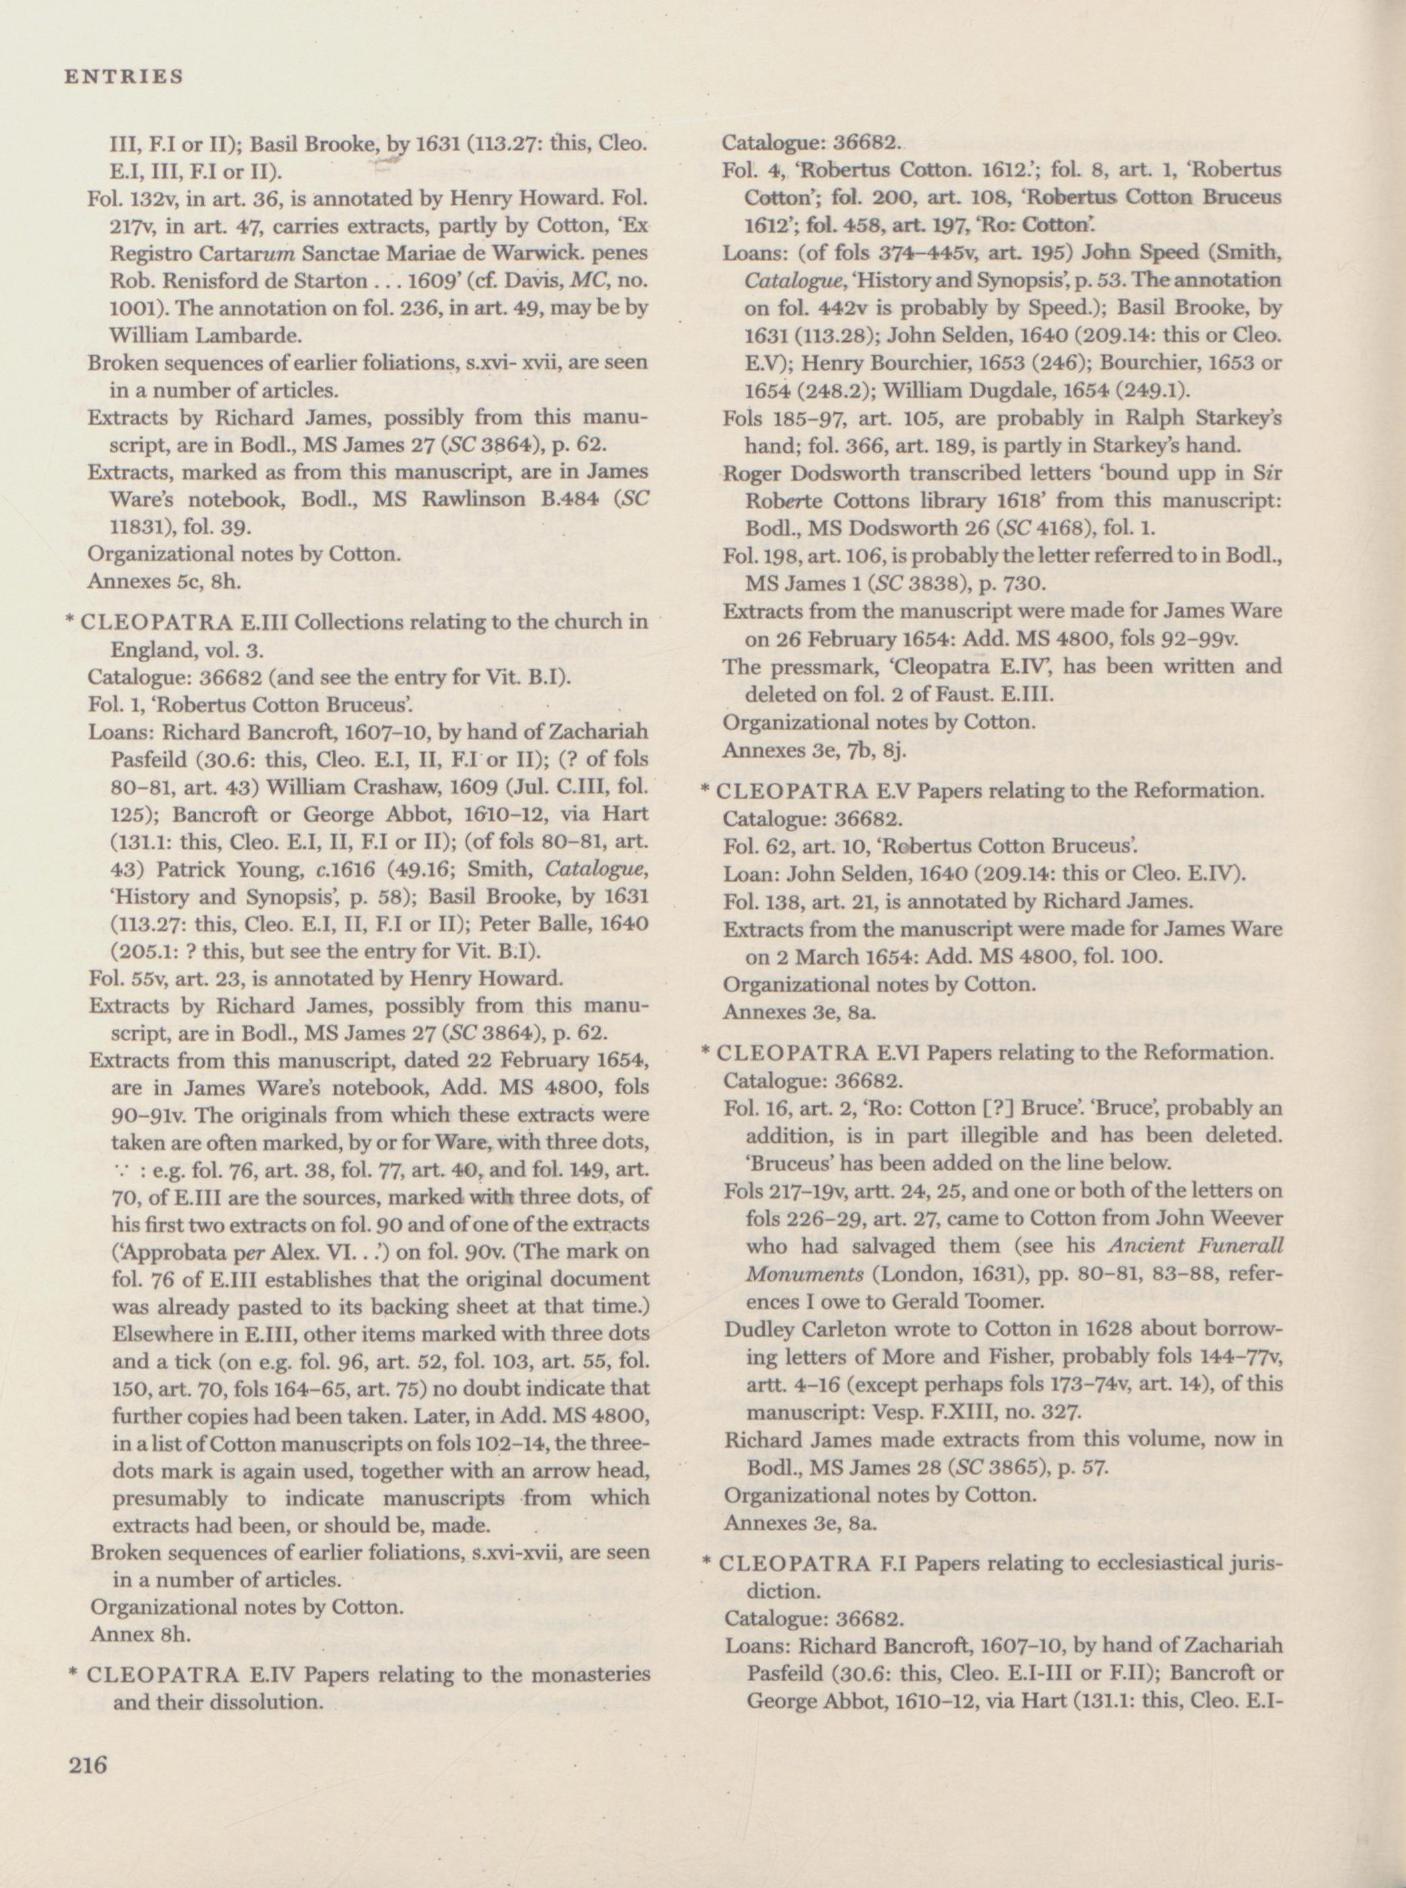 ENTRIES
III, F.I or II); Basil Brooke, by 1631 (113.27: this, Cleo.
E.I, III, F.I or II).
Fol. 132v, in art. 36, is annotated by Henry Howard. Fol.
217v, in art. 47, carries extracts, partly by Cotton, ‘Ex
Registro Cartarum Sanctae Mariae de Warwick. penes
Rob. Renisford de Starton . . . 1609’ (cf. Davis, MC, no.
1001). The annotation on fol. 236, in art. 49, may be by
William Lambarde.
Broken sequences of earlier foliations, s.xvi- xvii, are seen
in a number of articles.
Extracts by Richard James, possibly from this manu-
script, are in Bodl., MS James 27 (SC 3864), p. 62.
Extracts, marked as from this manuscript, are in James
Ware’s notebook, Bodl., MS Rawlinson B.484 (SC
11831), fol. 39.
Organizational notes by Cotton.
Annexes 5c, 8h.
* CLEOPATRA E.III Collections relating to the church in
England, vol. 3.
Catalogue: 36682 (and see the entry for Vit. B.I).
Fol. 1, ‘Robertus Cotton Bruceus’.
Loans: Richard Bancroft, 1607–10, by hand of Zachariah
Pasfeild (30.6: this, Cleo. E.I, II, F.I or II); (? of fols
80–81, art. 43) William Crashaw, 1609 (Jul. C.III, fol.
125); Bancroft or George Abbot, 1610–12, via Hart
(131.1: this, Cleo. E.I, II, F.I or II); (of fols 80–81, art.
43) Patrick Young, c.1616 (49.16; Smith, Catalogue,
‘History and Synopsis’, p. 58); Basil Brooke, by 1631
(113.27: this, Cleo. E.I, II, F.I or II); Peter Balle, 1640
(205.1: ? this, but see the entry for Vit. B.I).
Fol. 55v, art. 23, is annotated by Henry Howard.
Extracts by Richard James, possibly from this manu-
script, are in Bodl., MS James 27 (SC 3864), p. 62.
Extracts from this manuscript, dated 22 February 1654,
are in James Ware’s notebook, Add. MS 4800, fols
90–91v. The originals from which these extracts were
taken are often marked, by or for Ware, with three dots,
∵ : e.g. fol. 76, art. 38, fol. 77, art. 40, and fol. 149, art.
70, of E.III are the sources, marked with three dots, of
his first two extracts on fol. 90 and of one of the extracts
(‘Approbata per Alex. VI. . .’) on fol. 90v. (The mark on
fol. 76 of E.III establishes that the original document
was already pasted to its backing sheet at that time.)
Elsewhere in E.III, other items marked with three dots
and a tick (on e.g. fol. 96, art. 52, fol. 103, art. 55, fol.
150, art. 70, fols 164–65, art. 75) no doubt indicate that
further copies had been taken. Later, in Add. MS 4800,
in a list of Cotton manuscripts on fols 102–14, the three-
dots mark is again used, together with an arrow head,
presumably to indicate manuscripts from which
extracts had been, or should be, made.
Broken sequences of earlier foliations, s.xvi-xvii, are seen
in a number of articles.
Organizational notes by Cotton.
Annex 8h.
* CLEOPATRA E.IV Papers relating to the monasteries
and their dissolution.
Catalogue: 36682.
Fol. 4, ‘Robertus Cotton. 1612.’; fol. 8, art. 1, ‘Robertus
Cotton’; fol. 200, art. 108, ‘Robertus Cotton Bruceus
1612’; fol. 458, art. 197, ‘Ro: Cotton’.
Loans: (of fols 374–445v, art. 195) John Speed (Smith,
Catalogue, ‘History and Synopsis’, p. 53. The annotation
on fol. 442v is probably by Speed.); Basil Brooke, by
1631 (113.28); John Selden, 1640 (209.14: this or Cleo.
E.V); Henry Bourchier, 1653 (246); Bourchier, 1653 or
1654 (248.2); William Dugdale, 1654 (249.1).
Fols 185–97, art. 105, are probably in Ralph Starkey’s
hand; fol. 366, art. 189, is partly in Starkey’s hand.
Roger Dodsworth transcribed letters ‘bound upp in Sir
Roberte Cottons library 1618’ from this manuscript:
Bodl., MS Dodsworth 26 (SC 4168), fol. 1.
Fol. 198, art. 106, is probably the letter referred to in Bodl.,
MS James 1 (SC 3838), p. 730.
Extracts from the manuscript were made for James Ware
on 26 February 1654: Add. MS 4800, fols 92–99v.
The pressmark, ‘Cleopatra E.IV’, has been written and
deleted on fol. 2 of Faust. E.III.
Organizational notes by Cotton.
Annexes 3e, 7b, 8j.
* CLEOPATRA E.V Papers relating to the Reformation.
Catalogue: 36682.
Fol. 62, art. 10, ‘Robertus Cotton Bruceus’.
Loan: John Selden, 1640 (209.14: this or Cleo. E.IV).
Fol. 138, art. 21, is annotated by Richard James.
Extracts from the manuscript were made for James Ware
on 2 March 1654: Add. MS 4800, fol. 100.
Organizational notes by Cotton.
Annexes 3e, 8a.
* CLEOPATRA E.VI Papers relating to the Reformation.
Catalogue: 36682.
Fol. 16, art. 2, ‘Ro: Cotton [?] Bruce’. ‘Bruce’, probably an
addition, is in part illegible and has been deleted.
‘Bruceus’ has been added on the line below.
Fols 217–19v, artt. 24, 25, and one or both of the letters on
fols 226–29, art. 27, came to Cotton from John Weever
who had salvaged them (see his Ancient Funerall
Monuments (London, 1631), pp. 80–81, 83–88, refer-
ences I owe to Gerald Toomer.
Dudley Carleton wrote to Cotton in 1628 about borrow-
ing letters of More and Fisher, probably fols 144–77v,
artt. 4–16 (except perhaps fols 173–74v, art. 14), of this
manuscript: Vesp. F.XIII, no. 327.
Richard James made extracts from this volume, now in
Bodl., MS James 28 (SC 3865), p. 57.
Organizational notes by Cotton.
Annexes 3e, 8a.
* CLEOPATRA F.I Papers relating to ecclesiastical juris-
diction.
Catalogue: 36682.
Loans: Richard Bancroft, 1607–10, by hand of Zachariah
Pasfeild (30.6: this, Cleo. E.I-III or F.II); Bancroft or
George Abbot, 1610–12, via Hart (131.1: this, Cleo. E.I-
216